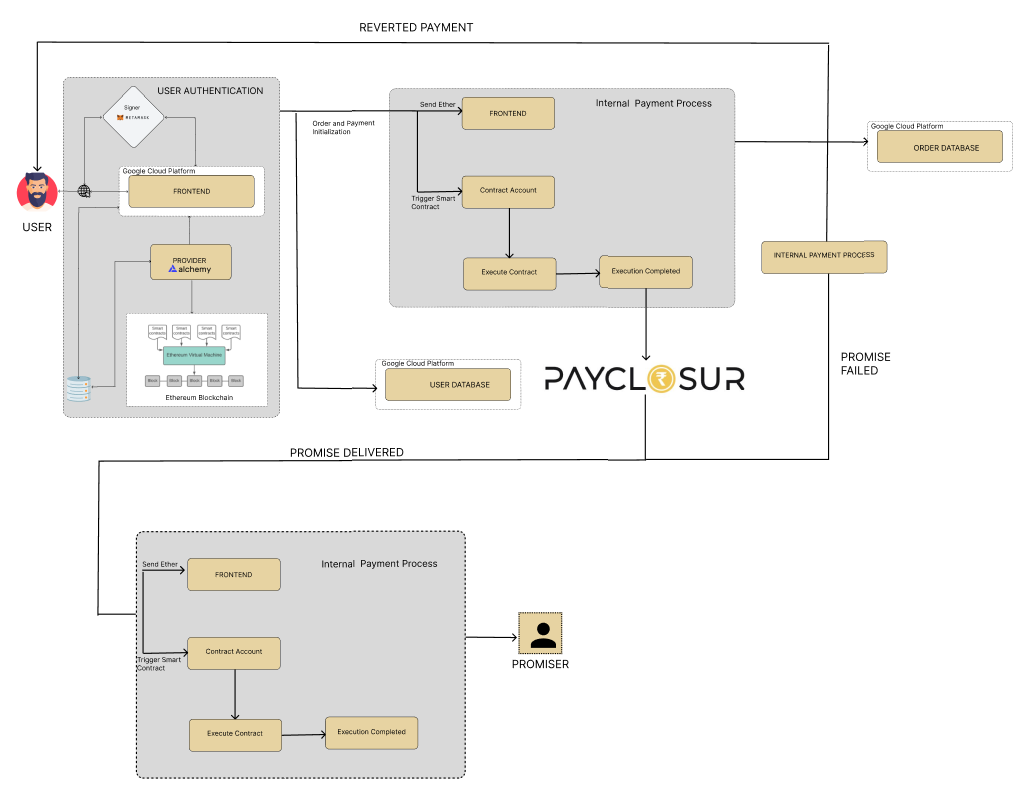 REVERTED PAYMENT
USER AUTHENTICATION
Signer
METAMASK
Google Cloud Platform
FRONTEND
USER
PROVIDER
alchemy
Smart
contracts
Smart
contracts
Smart
contracts
Smart
contracts
Ethereum Virtual Machine
Block
Block
Block
Block
Block
Ethereum Blockchain
Order and Payment
Initialization
Internal Payment Process
Send Ether
FRONTEND
Trigger Smart
Contract
Contract Account
Execute Contract
Execution Completed
Google Cloud Platform
ORDER DATABASE
INTERNAL PAYMENT PROCESS
Google Cloud Platform
USER DATABASE
PAYCL₹SUR
PROMISE
FAILED
PROMISE DELIVERED
Internal Payment Process
Send Ether
FRONTEND
Trigger Smart
Contract
Contract Account
Execute Contract
Execution Completed
PROMISER